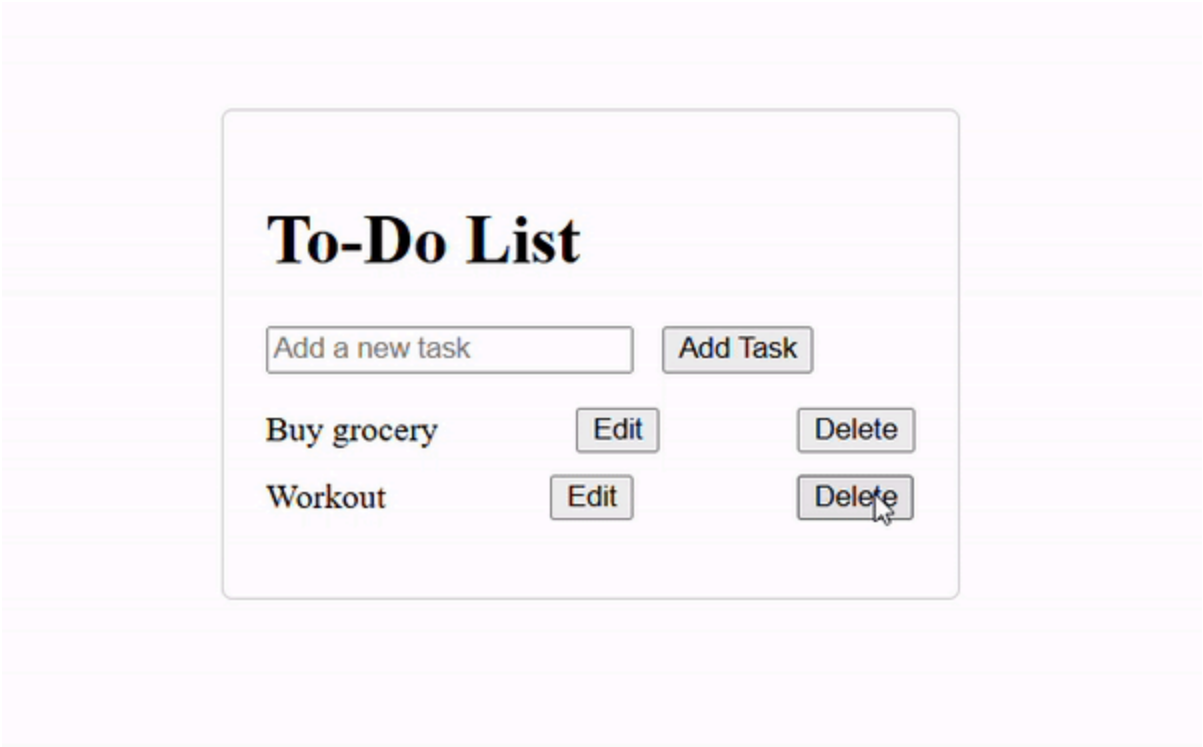 To-Do List
Add a new task Add Task
Buy grocery Edit Delete
Workout Edit Delete